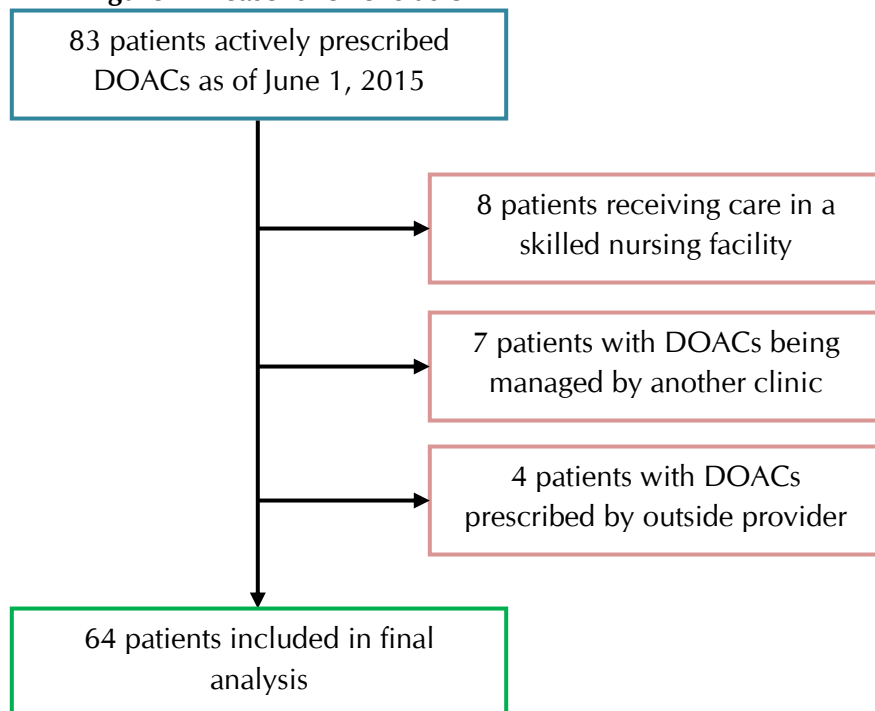 83 patients actively prescribed
DOACs as of June 1, 2015
8 patients receiving care in a
skilled nursing facility
7 patients with DOACs being
managed by another clinic
4 patients with DOACs
prescribed by outside provider
64 patients included in final
analysis